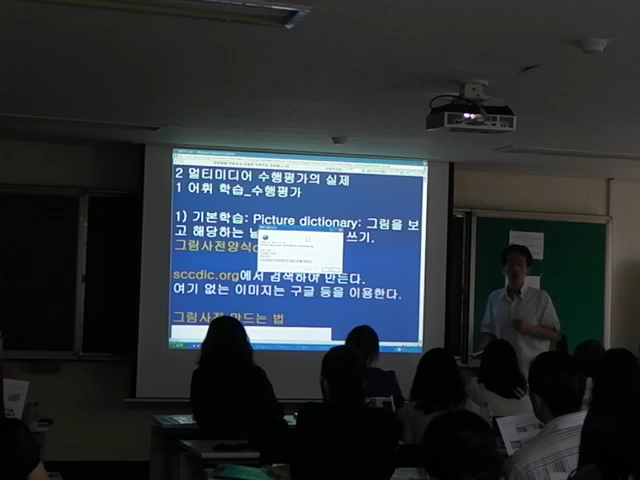 2 멀티미디어 수행평가의 실제
1 어휘 학습_수행평가
1) 기본학습: Picture dictionary: 그림을 보
고 해당하는 쓰기.
그림사전양식
sccdic.org에서 검색하여 만든다.
여기 없는 이미지는 구글 등을 이용한다.
그림사전 만드는 법